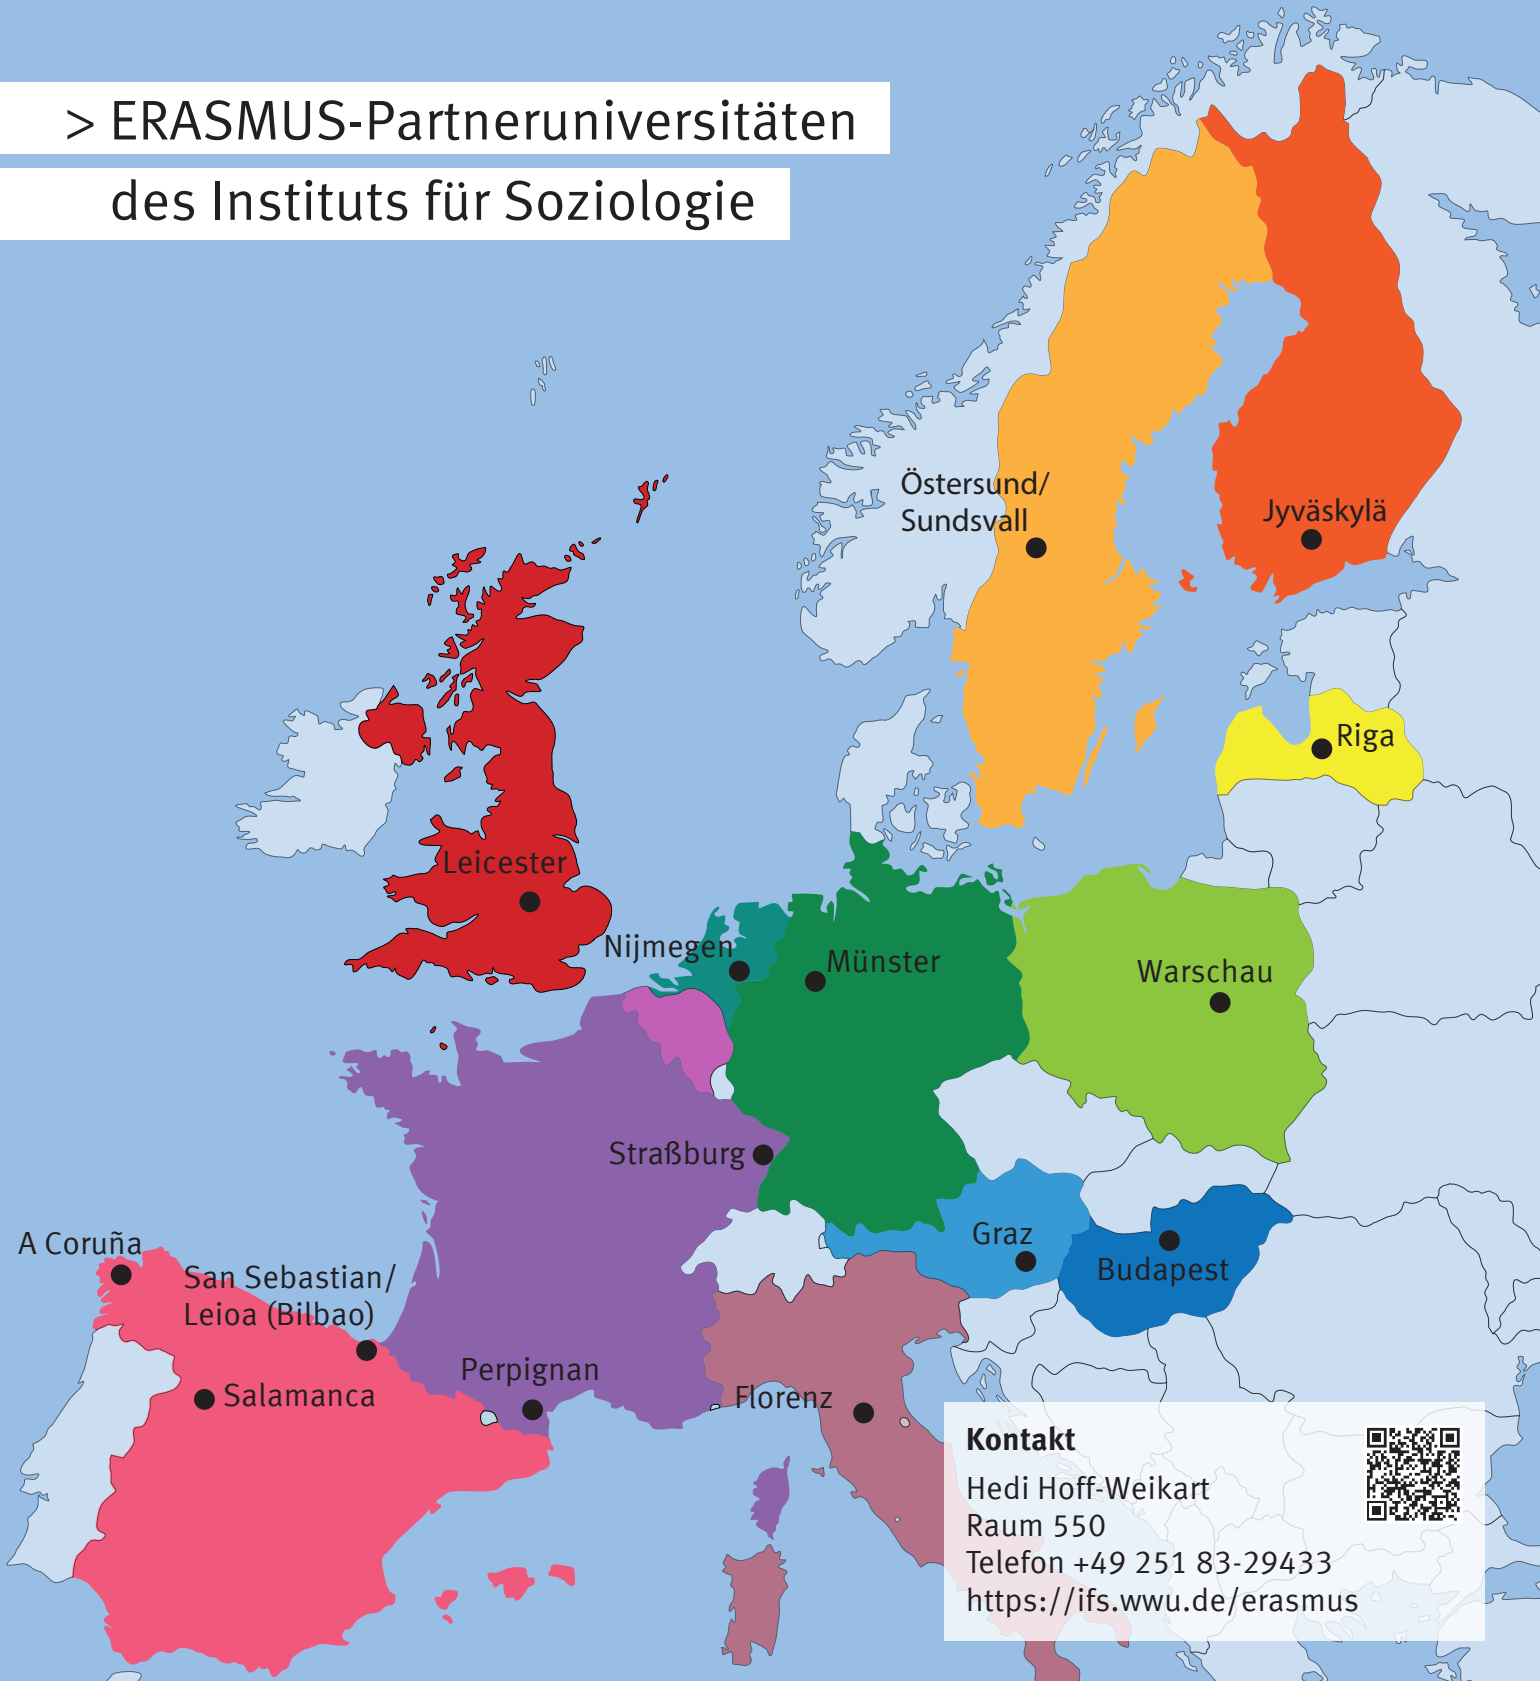 > ERASMUS-Partneruniversitäten
des Instituts für Soziologie
Östersund/
Sundsvall
Jyväskylä
Riga
Leicester
Nijmegen
Münster
Warschau
Straßburg
A Coruña
San Sebastian/
Leioa (Bilbao)
Graz
Budapest
Perpignan
Salamanca
Florenz
Kontakt
Hedi Hoff-Weikart
Raum 550
Telefon +49 251 83-29433
https://ifs.wwu.de/erasmus